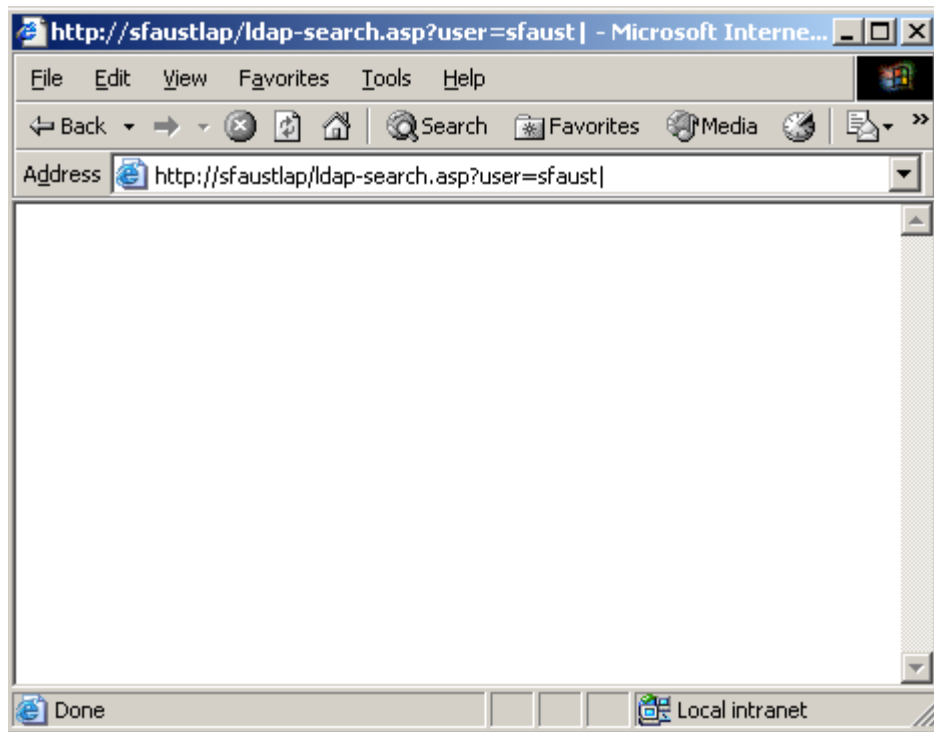 http://sfaustlap/ldap-search.asp?user=sfaust| - Microsoft Interne...
File Edit View Favorites Tools Help
Back Search Favorites Media »
Address http://sfaustlap/ldap-search.asp?user=sfaust|
Done Local intranet